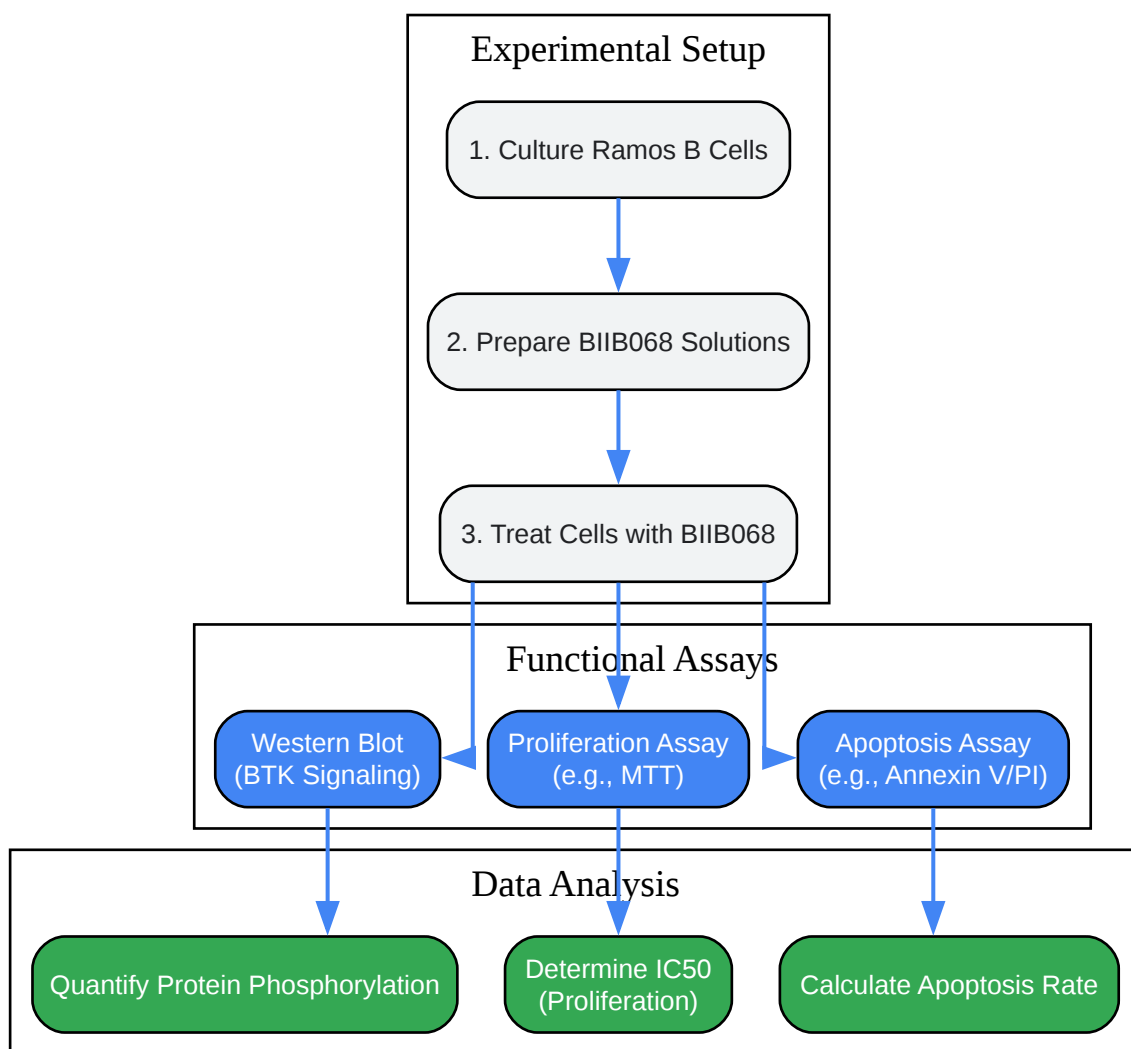 Experimental Setup
1. Culture Ramos B Cells
2. Prepare BIIB068 Solutions
3. Treat Cells with BIIB068
Functional Assays
Western Blot
(BTK Signaling)
Proliferation Assay
(e.g., MTT)
Apoptosis Assay
(e.g., Annexin V/PI)
Data Analysis
Quantify Protein Phosphorylation
Determine IC50
(Proliferation)
Calculate Apoptosis Rate